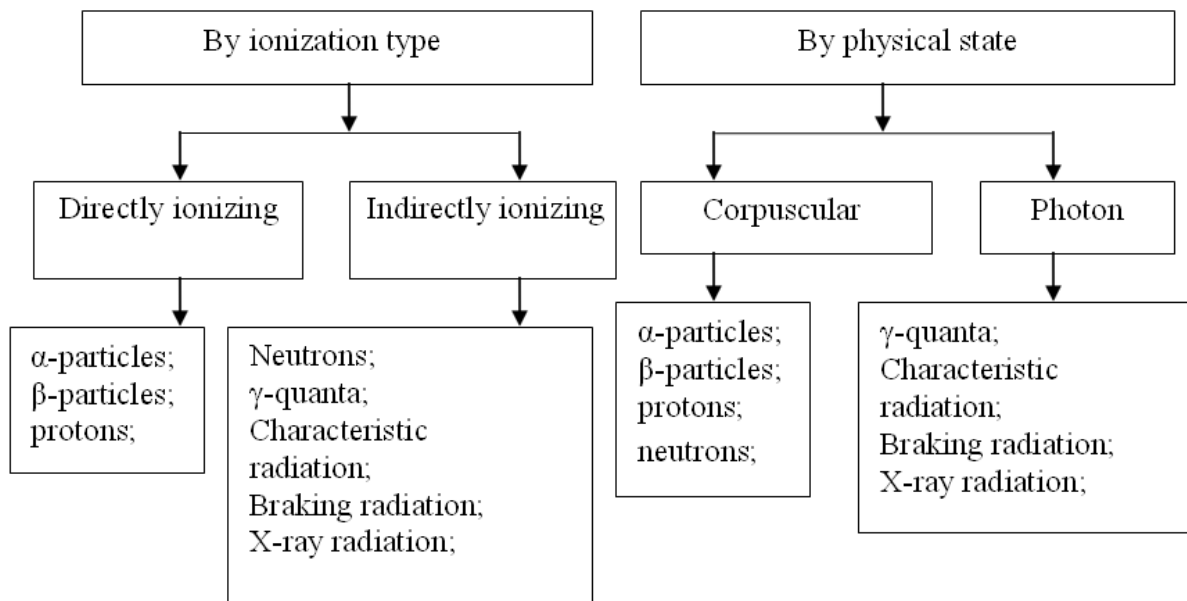 By ionization type
By physical state
Directly ionizing
Indirectly ionizing
Corpuscular
Photon
α-particles;
β-particles;
protons;
Neutrons;
γ-quanta;
Characteristic
radiation;
Braking radiation;
X-ray radiation;
α-particles;
β-particles;
protons;
neutrons;
γ-quanta;
Characteristic
radiation;
Braking radiation;
X-ray radiation;